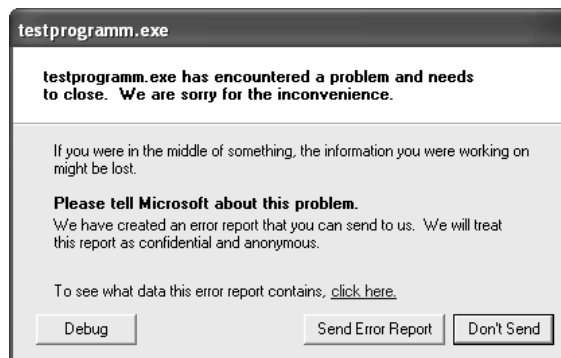 testprogramm.exe
testprogramm.exe has encountered a problem and needs
to close.  We are sorry for the inconvenience.
If you were in the middle of something, the information you were working on
might be lost.
Please tell Microsoft about this problem.
We have created an error report that you can send to us.  We will treat
this report as confidential and anonymous.
To see what data this error report contains, click here.
Debug Send Error Report Don't Send